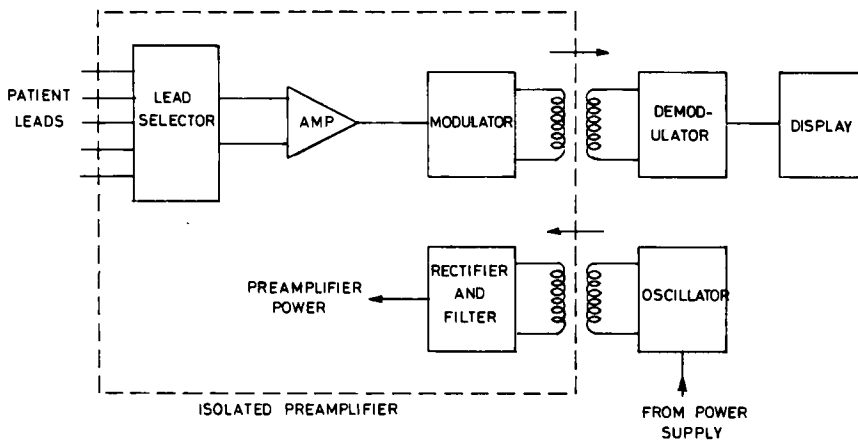 PATIENT
LEADS
LEAD
SELECTOR
AMP
MODULATOR
DEMOD-
ULATOR
DISPLAY
PREAMPLIFIER
POWER
RECTIFIER
AND
FILTER
OSCILLATOR
ISOLATED PREAMPLIFIER
FROM POWER
SUPPLY